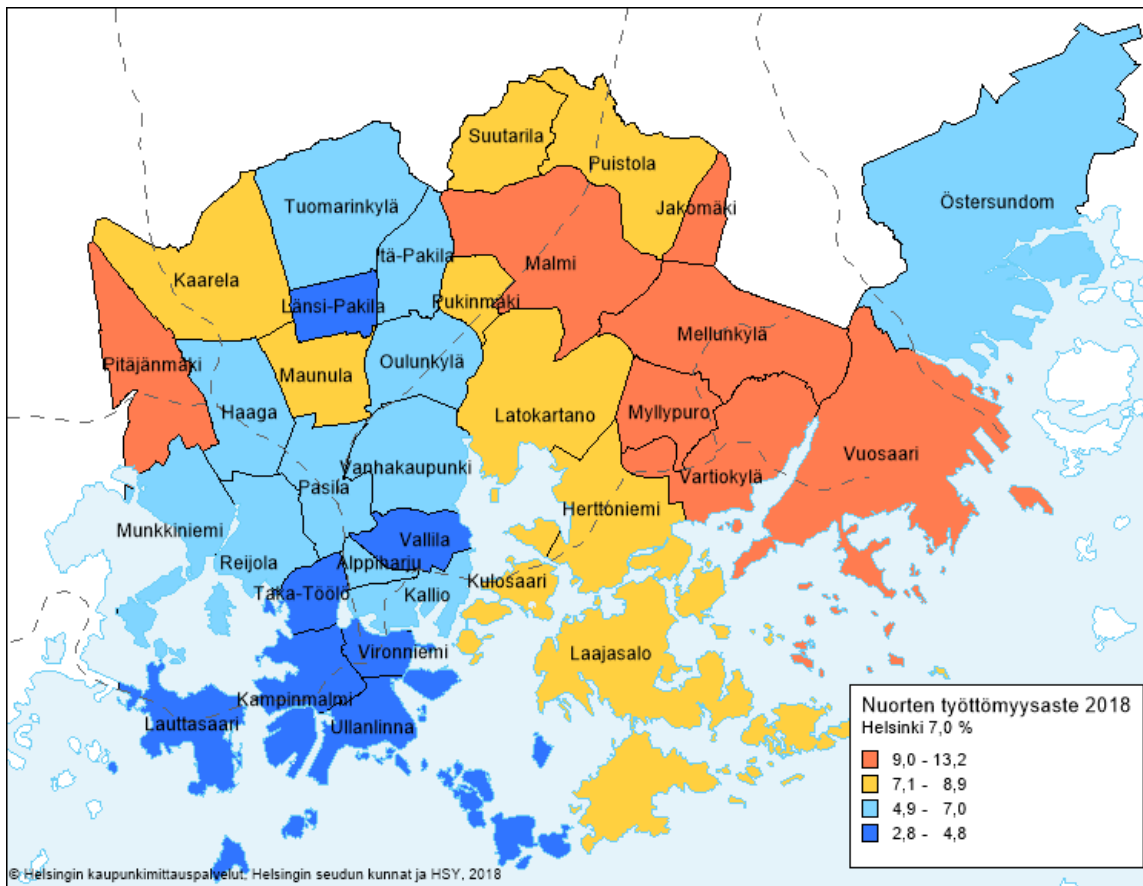 Suutarila
Puistola
Tuomarinkylä
Östersundom
Jakomäki
Itä-Pakila
Malmi
Kaarela
Länsi-Pakila
Pukinmäki
Mellunkylä
Pitäjänmäki
Oulunkylä
Maunula
Haaga
Latokartano
Myllypuro
Vuosaari
Vanhakaupunki
Vartiokylä
Pasila
Herttoniemi
Munkkiniemi
Vallila
Reijola
Alppiharju
Kulosaari
Taka-Töölö
Kallio
Vironniemi
Laajasalo
Kampinmalmi
Lauttasaari
Ullanlinna
Nuorten työttömyysaste 2018
Helsinki 7,0 %
9,0 - 13,2
7,1 - 8,9
4,9 - 7,0
2,8 - 4,8
© Helsingin kaupunkimittauspalvelut, Helsingin seudun kunnat ja HSY, 2018